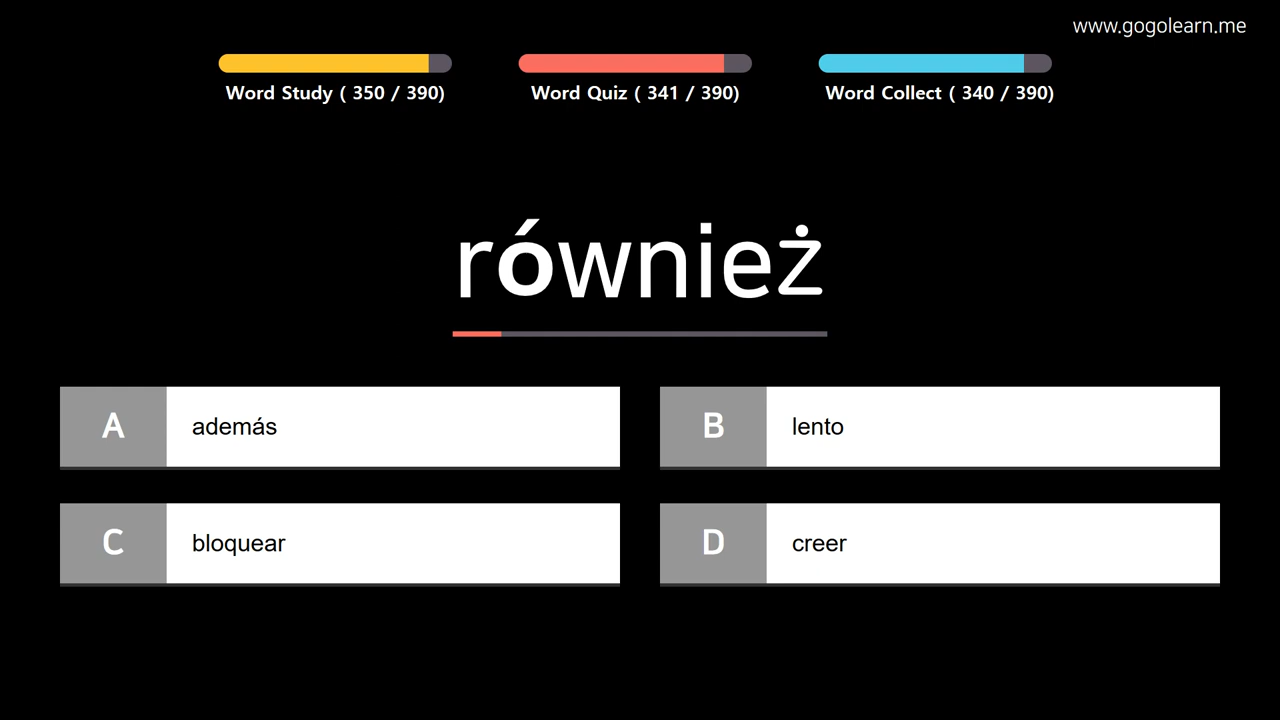 www.gogolearn.me
Word Study ( 350 / 390)
Word Quiz ( 341 / 390)
Word Collect ( 340 / 390)
również
A además
B lento
C bloquear
D creer